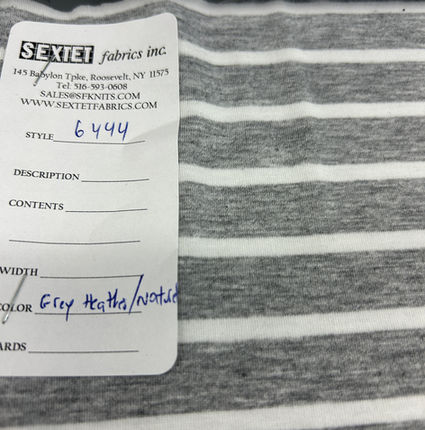 SEXTET fabrics inc.
145 Babylon Tpke, Roosevelt, NY 11575
Tel: 516-593-0608
SALES@SFKNITS.COM
WWW.SEXTETFABRICS.COM
STYLE 6444
DESCRIPTION
CONTENTS
WIDTH
OLOR Grey Heather/Natural
ARDS